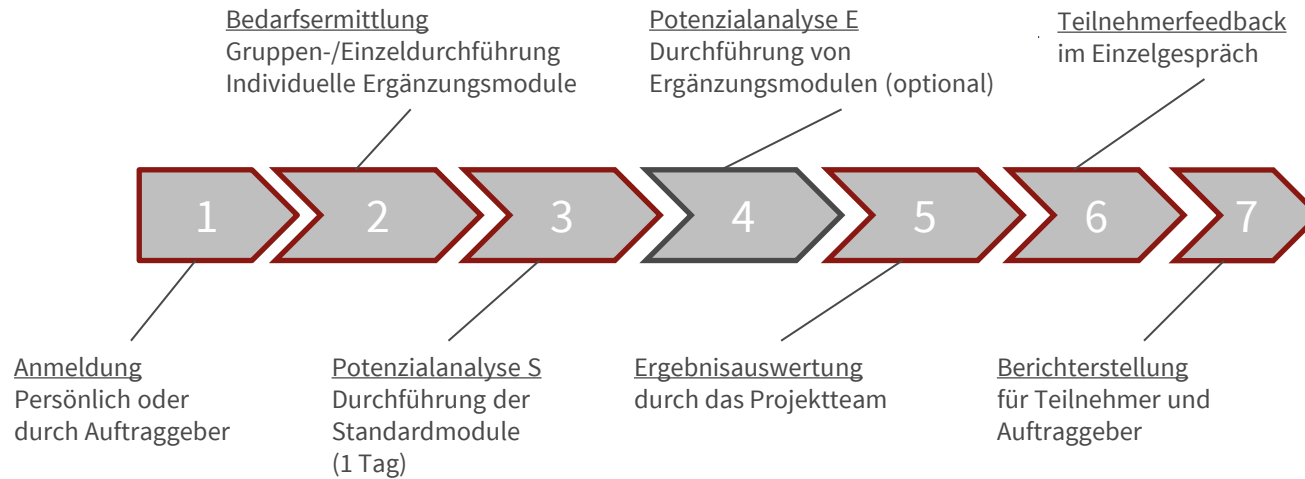 Bedarfsermittlung
Gruppen-/Einzeldurchführung
Individuelle Ergänzungsmodule
Potenzialanalyse E
Durchführung von
Ergänzungsmodulen (optional)
Teilnehmerfeedback
im Einzelgespräch
1
2
3
4
5
6
7
Anmeldung
Persönlich oder
durch Auftraggeber
Potenzialanalyse S
Durchführung der
Standardmodule
(1 Tag)
Ergebnisauswertung
durch das Projektteam
Berichterstellung
für Teilnehmer und
Auftraggeber